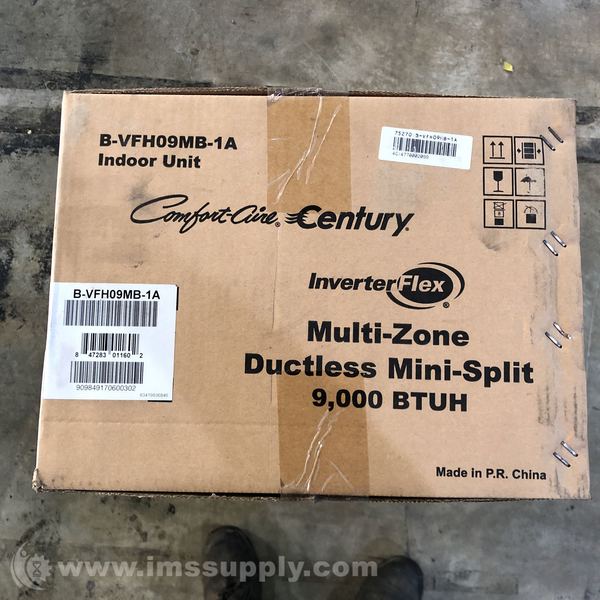 B-VFH09MB-1A
Indoor Unit
Comfort-Aire® Century®
InverterFlex®
Multi-Zone
Ductless Mini-Split
9,000 BTUH
B-VFH09MB-1A
8 47283 01160 2
909849170600302
Made in P.R. China
www.imssupply.com